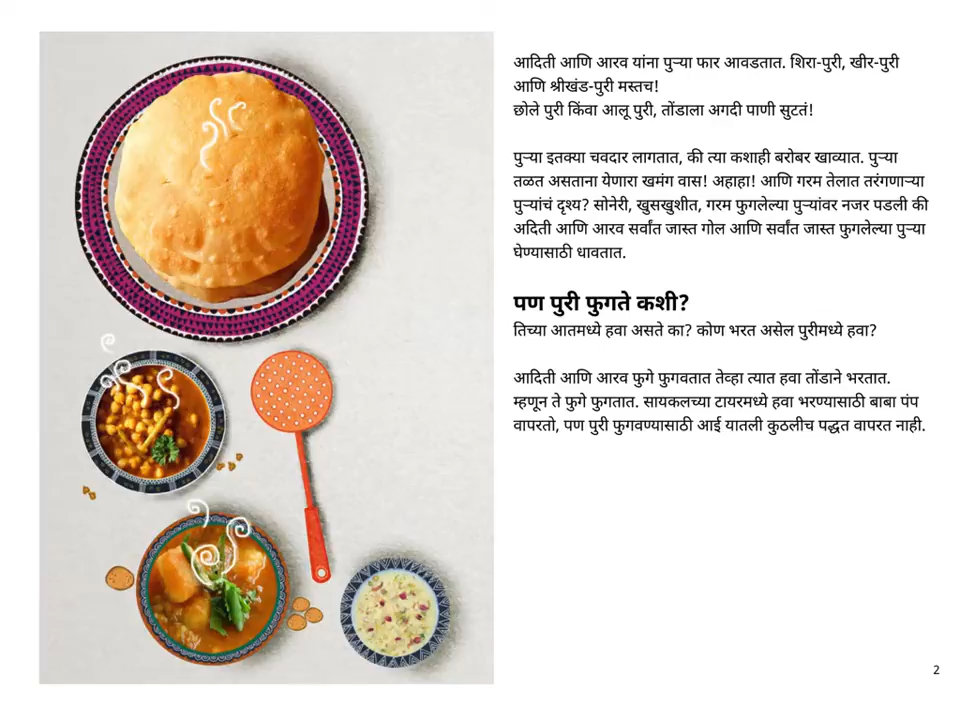 आदिती आणि आरव यांना पुऱ्या फार आवडतात. शिरा-पुरी, खीर-पुरी
आणि श्रीखंड-पुरी मस्तच!
छोले पुरी किंवा आलू पुरी, तोंडाला अगदी पाणी सुटतं!
पुऱ्या इतक्या चवदार लागतात, की त्या कशाही बरोबर खाव्यात. पुऱ्या
तळत असताना येणारा खमंग वास! अहाहा! आणि गरम तेलात तरंगणाऱ्या
पुऱ्यांचं दृश्य? सोनेरी, खुसखुशीत, गरम फुगलेल्या पुऱ्यांवर नजर पडली की
अदिती आणि आरव सर्वांत जास्त गोल आणि सर्वांत जास्त फुगलेल्या पुऱ्या
घेण्यासाठी धावतात.
पण पुरी फुगते कशी?
तिच्या आतमध्ये हवा असते का? कोण भरत असेल पुरीमध्ये हवा?
आदिती आणि आरव फुगे फुगवतात तेव्हा त्यात हवा तोंडाने भरतात.
म्हणून ते फुगे फुगतात. सायकलच्या टायरमध्ये हवा भरण्यासाठी बाबा पंप
वापरतो, पण पुरी फुगवण्यासाठी आई यातली कुठलीच पद्धत वापरत नाही.
2